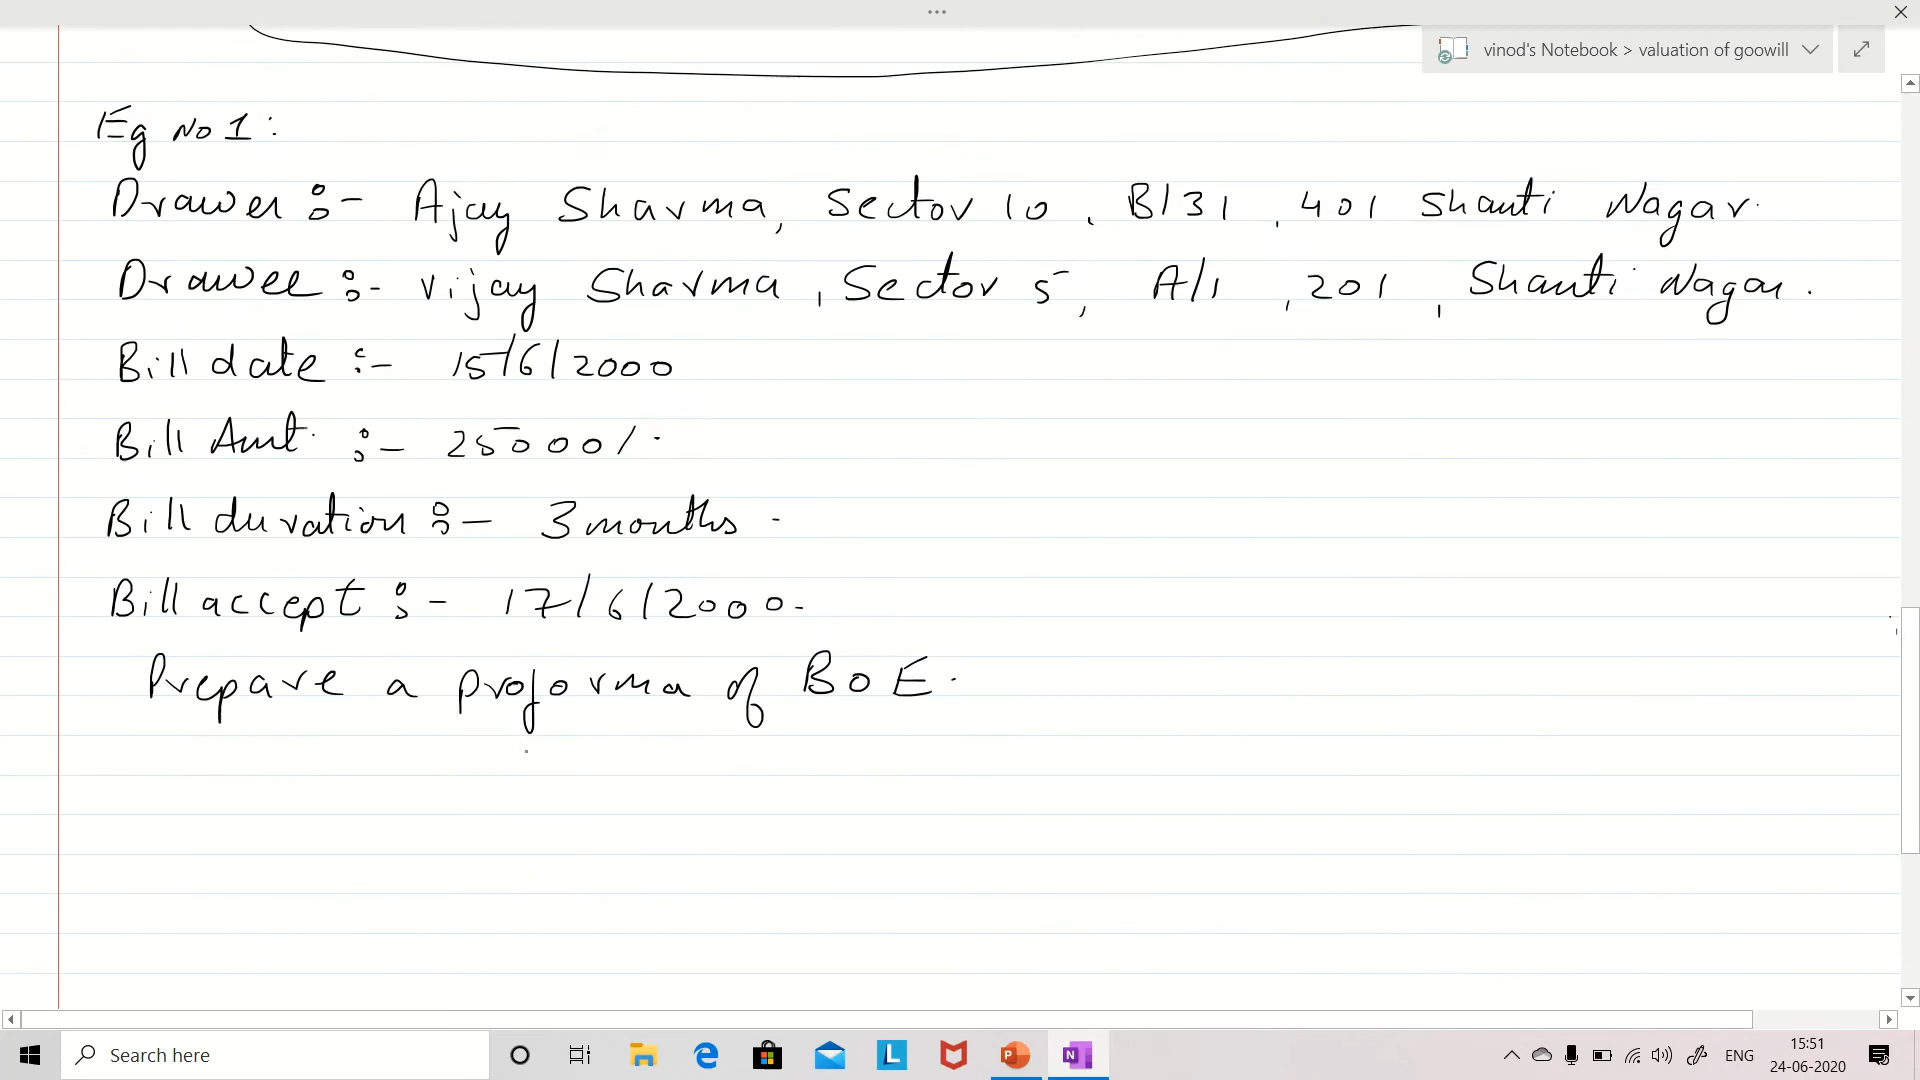 vinod's Notebook > valuation of goowill
Eg No 1 :
Drawer :- Ajay Sharma, Sector 10, B/31, 401 Shanti Nagar.
Drawee :- Vijay Sharma, Sector 5, A/1, 201, Shanti Nagar.
Bill date :- 15/6/2000
Bill Amt. :- 25000/-
Bill duration :- 3 months.
Bill accept :- 17/6/2000.
Prepare a proforma of BOE.
Search here
ENG
15:51
24-06-2020